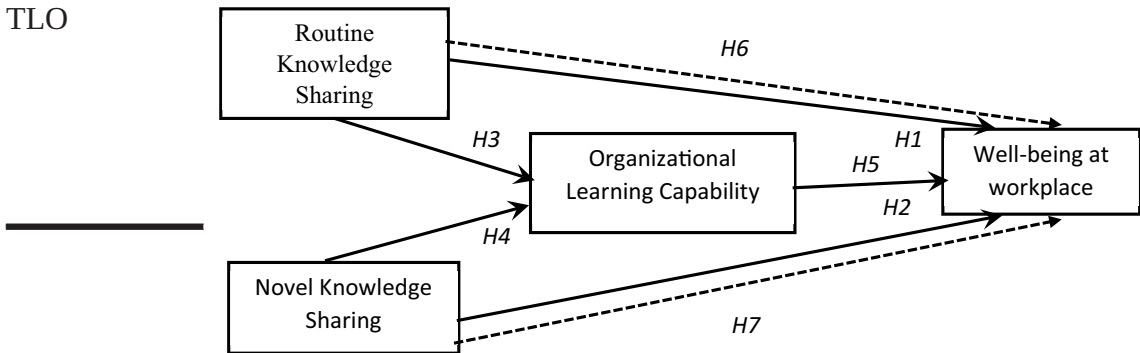 TLO
Routine
Knowledge
Sharing
H6
H3
H1
Organizational
Learning Capability
H5
Well-being at
workplace
H2
H4
Novel Knowledge
Sharing
H7